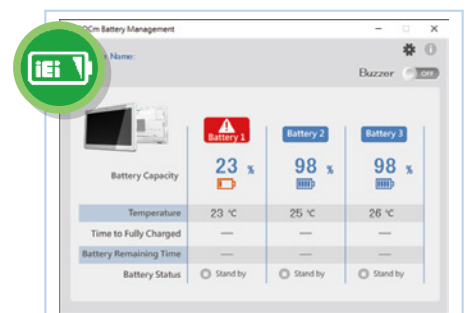 iEi
OCm Battery Management
Name:
Buzzer OFF
Battery 1
Battery 2
Battery 3
Battery Capacity
23 %
98 %
98 %
Temperature 23 ℃ 25 ℃ 26 ℃
Time to Fully Charged — — —
Battery Remaining Time — — —
Battery Status Stand by Stand by Stand by